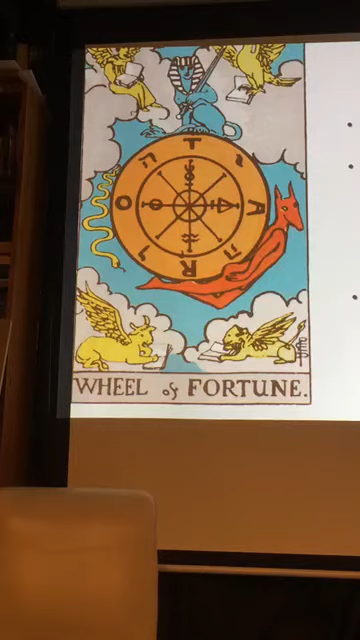 ה T י
O A
ו R ה
WHEEL of FORTUNE.